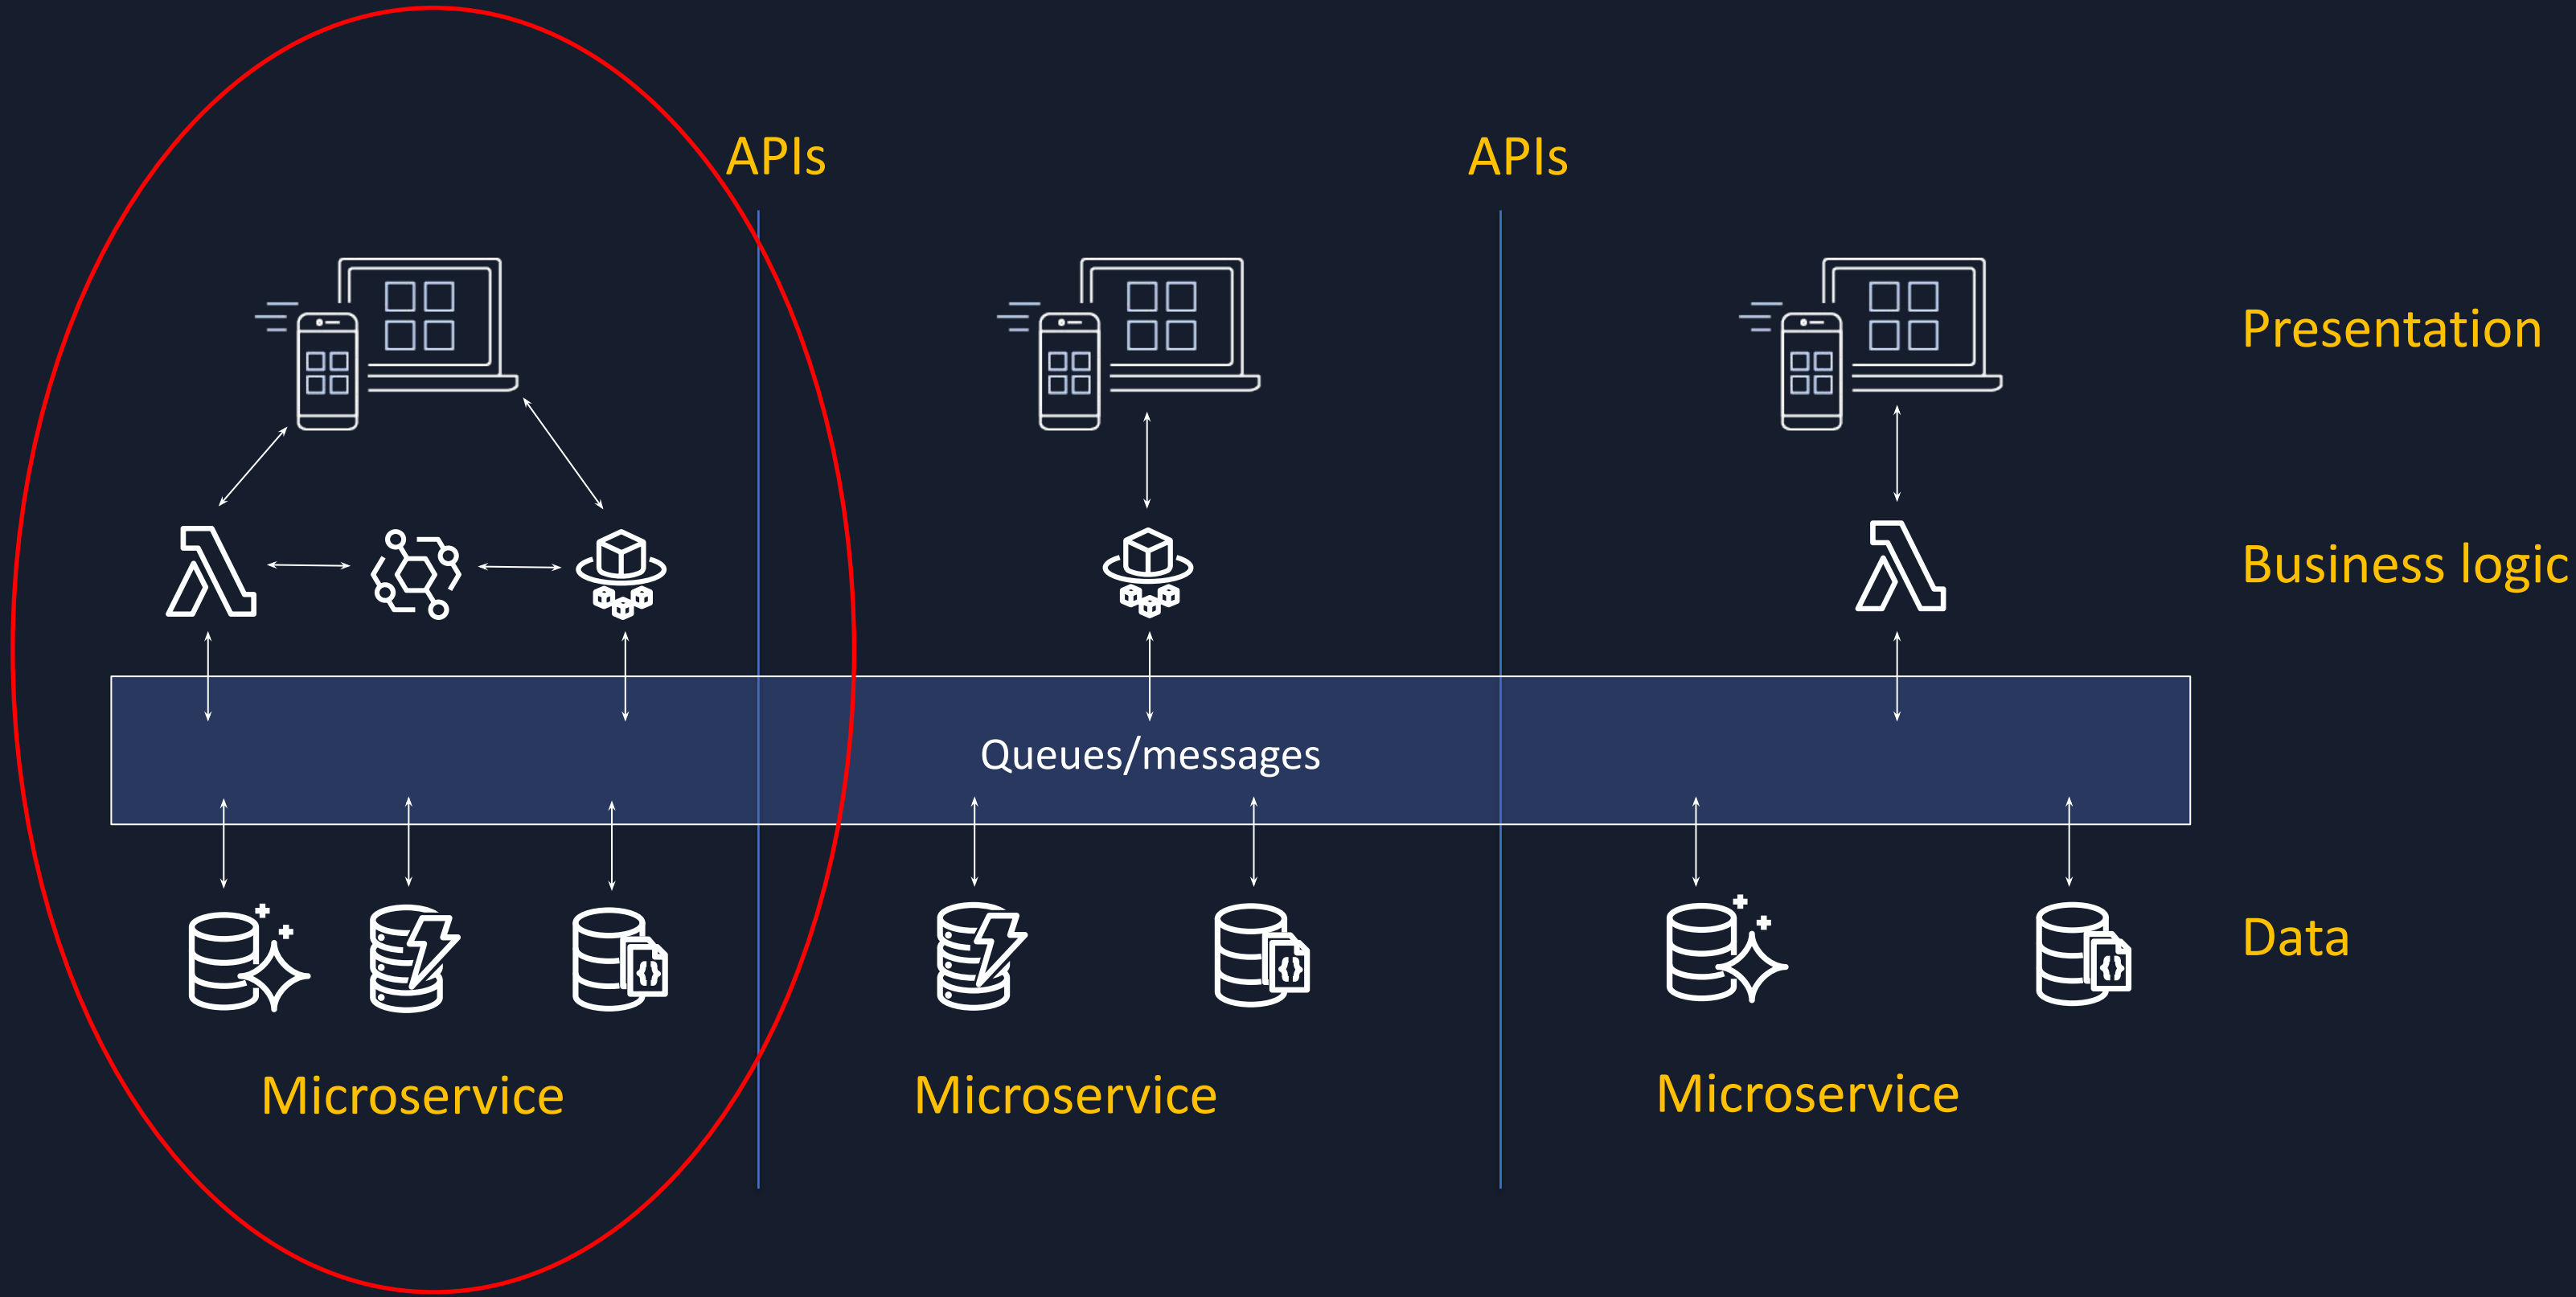 APIs
APIs
Presentation
Business logic
Queues/messages
Data
Microservice
Microservice
Microservice